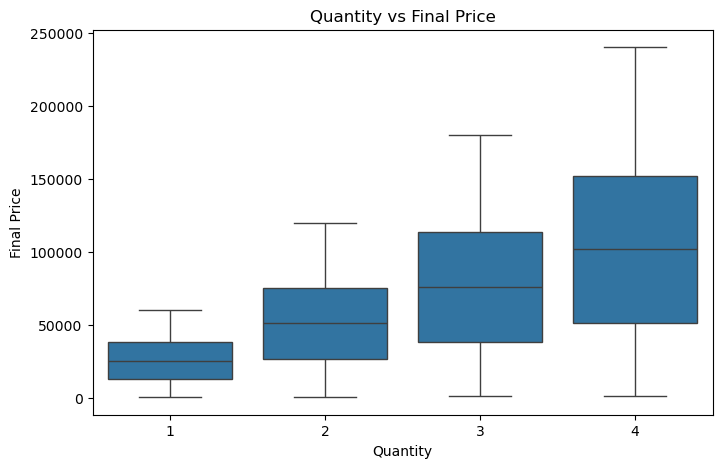 Quantity vs Final Price
250000
200000
150000
100000
50000
0
Final Price
1 2 3 4
Quantity